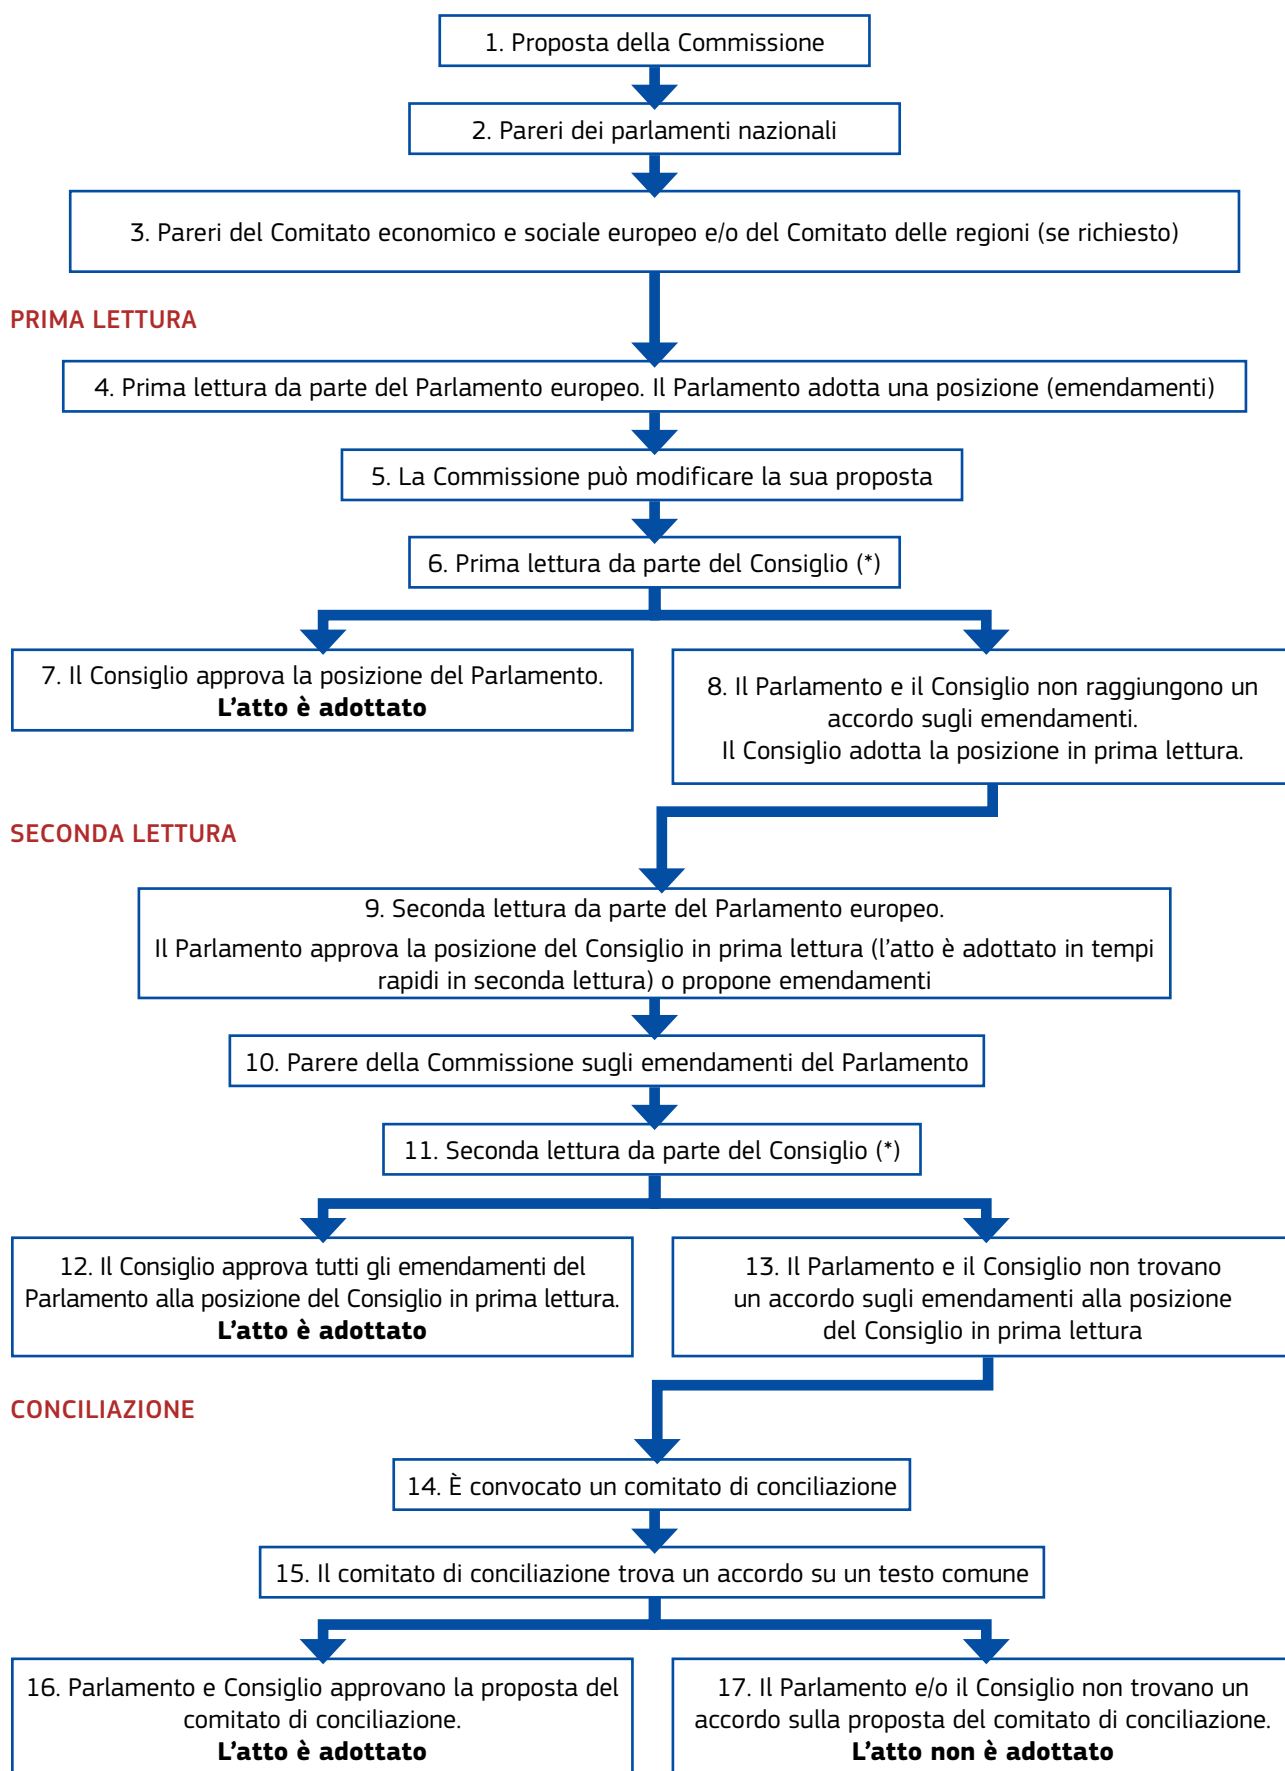 1. Proposta della Commissione
2. Pareri dei parlamenti nazionali
3. Pareri del Comitato economico e sociale europeo e/o del Comitato delle regioni (se richiesto)
PRIMA LETTURA
4. Prima lettura da parte del Parlamento europeo. Il Parlamento adotta una posizione (emendamenti)
5. La Commissione può modificare la sua proposta
6. Prima lettura da parte del Consiglio (*)
7. Il Consiglio approva la posizione del Parlamento.
L’atto è adottato
8. Il Parlamento e il Consiglio non raggiungono un
accordo sugli emendamenti.
Il Consiglio adotta la posizione in prima lettura.
SECONDA LETTURA
9. Seconda lettura da parte del Parlamento europeo.
Il Parlamento approva la posizione del Consiglio in prima lettura (l’atto è adottato in tempi
rapidi in seconda lettura) o propone emendamenti
10. Parere della Commissione sugli emendamenti del Parlamento
11. Seconda lettura da parte del Consiglio (*)
12. Il Consiglio approva tutti gli emendamenti del
Parlamento alla posizione del Consiglio in prima lettura.
L’atto è adottato
13. Il Parlamento e il Consiglio non trovano
un accordo sugli emendamenti alla posizione
del Consiglio in prima lettura
CONCILIAZIONE
14. È convocato un comitato di conciliazione
15. Il comitato di conciliazione trova un accordo su un testo comune
16. Parlamento e Consiglio approvano la proposta del
comitato di conciliazione.
L’atto è adottato
17. Il Parlamento e/o il Consiglio non trovano un
accordo sulla proposta del comitato di conciliazione.
L’atto non è adottato